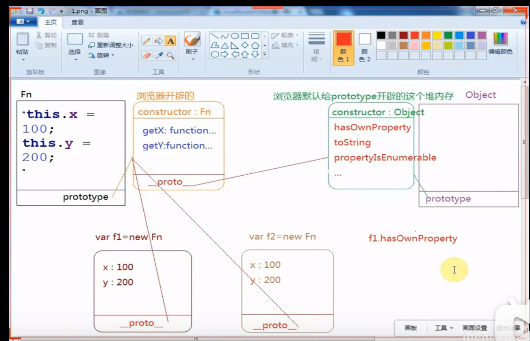 1.png - 画图
主页
查看
粘贴
剪切
复制
选择
裁剪
重新调整大小
旋转
刷子
轮廓
填充
粗细
颜色 1
颜色 2
编辑颜色
剪贴板
图像
工具
形状
颜色
Fn
浏览器开辟的
浏览器默认给prototype开辟的这个堆内存
Object
this.x =
100;
this.y =
200;
prototype
constructor : Fn
getX: function...
getY:function...
__proto__
constructor : Object
hasOwnProperty
toString
propertyIsEnumerable
...
prototype
var f1=new Fn
var f2=new Fn
f1.hasOwnProperty
x : 100
y : 200
__proto__
x : 100
y : 200
__proto__
画板
工具
画面设置